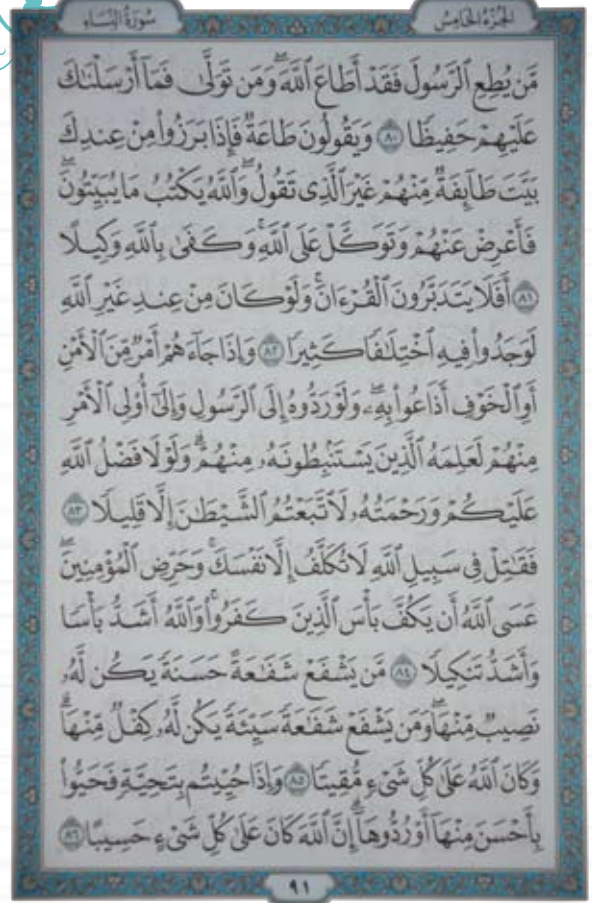 الجزء الخامس
سورة النساء
مَّن يُطِعِ ٱلرَّسُولَ فَقَدْ أَطَاعَ ٱللَّهَۖ وَمَن تَوَلَّىٰ فَمَآ أَرْسَلْنَٰكَ
عَلَيْهِمْ حَفِيظًا ٨٠ وَيَقُولُونَ طَاعَةٌ فَإِذَا بَرَزُواْ مِنْ عِندِكَ
بَيَّتَ طَآئِفَةٌ مِّنْهُمْ غَيْرَ ٱلَّذِى تَقُولُۖ وَٱللَّهُ يَكْتُبُ مَا يُبَيِّتُونَۖ
فَأَعْرِضْ عَنْهُمْ وَتَوَكَّلْ عَلَى ٱللَّهِۚ وَكَفَىٰ بِٱللَّهِ وَكِيلًا
٨١ أَفَلَا يَتَدَبَّرُونَ ٱلْقُرْءَانَۚ وَلَوْ كَانَ مِنْ عِندِ غَيْرِ ٱللَّهِ
لَوَجَدُواْ فِيهِ ٱخْتِلَٰفًا كَثِيرًا ٨٢ وَإِذَا جَآءَهُمْ أَمْرٌ مِّنَ ٱلْأَمْنِ
أَوِ ٱلْخَوْفِ أَذَاعُواْ بِهِۦۖ وَلَوْ رَدُّوهُ إِلَى ٱلرَّسُولِ وَإِلَىٰٓ أُوْلِى ٱلْأَمْرِ
مِنْهُمْ لَعَلِمَهُ ٱلَّذِينَ يَسْتَنۢبِطُونَهُۥ مِنْهُمْۗ وَلَوْلَا فَضْلُ ٱللَّهِ
عَلَيْكُمْ وَرَحْمَتُهُۥ لَٱتَّبَعْتُمُ ٱلشَّيْطَٰنَ إِلَّا قَلِيلًا ٨٣
فَقَٰتِلْ فِى سَبِيلِ ٱللَّهِ لَا تُكَلَّفُ إِلَّا نَفْسَكَۚ وَحَرِّضِ ٱلْمُؤْمِنِينَۖ
عَسَى ٱللَّهُ أَن يَكُفَّ بَأْسَ ٱلَّذِينَ كَفَرُواْۚ وَٱللَّهُ أَشَدُّ بَأْسًا
وَأَشَدُّ تَنكِيلًا ٨٤ مَّن يَشْفَعْ شَفَٰعَةً حَسَنَةً يَكُن لَّهُۥ
نَصِيبٌ مِّنْهَاۖ وَمَن يَشْفَعْ شَفَٰعَةً سَيِّئَةً يَكُن لَّهُۥ كِفْلٌ مِّنْهَاۗ
وَكَانَ ٱللَّهُ عَلَىٰ كُلِّ شَىْءٍ مُّقِيتًا ٨٥ وَإِذَا حُيِّيتُم بِتَحِيَّةٍ فَحَيُّواْ
بِأَحْسَنَ مِنْهَآ أَوْ رُدُّوهَآۗ إِنَّ ٱللَّهَ كَانَ عَلَىٰ كُلِّ شَىْءٍ حَسِيبًا ٨٦
٩١